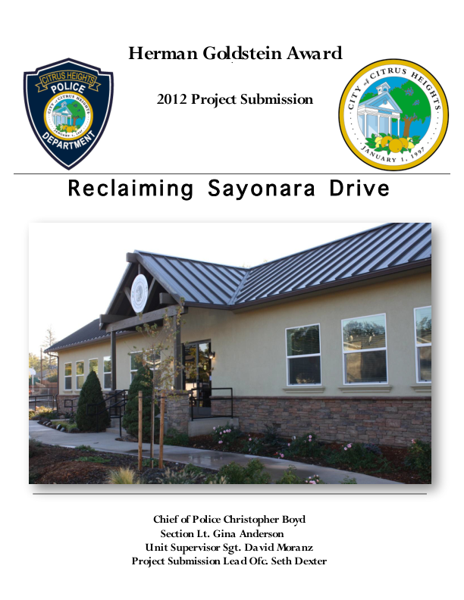 Herman Goldstein Award
CITRUS HEIGHTS
POLICE
DEPARTMENT
2012 Project Submission
CITY of CITRUS HEIGHTS
JANUARY 1, 1997
Reclaiming Sayonara Drive
Chief of Police Christopher Boyd
Section Lt. Gina Anderson
Unit Supervisor Sgt. David Moranz
Project Submission Lead Ofc. Seth Dexter